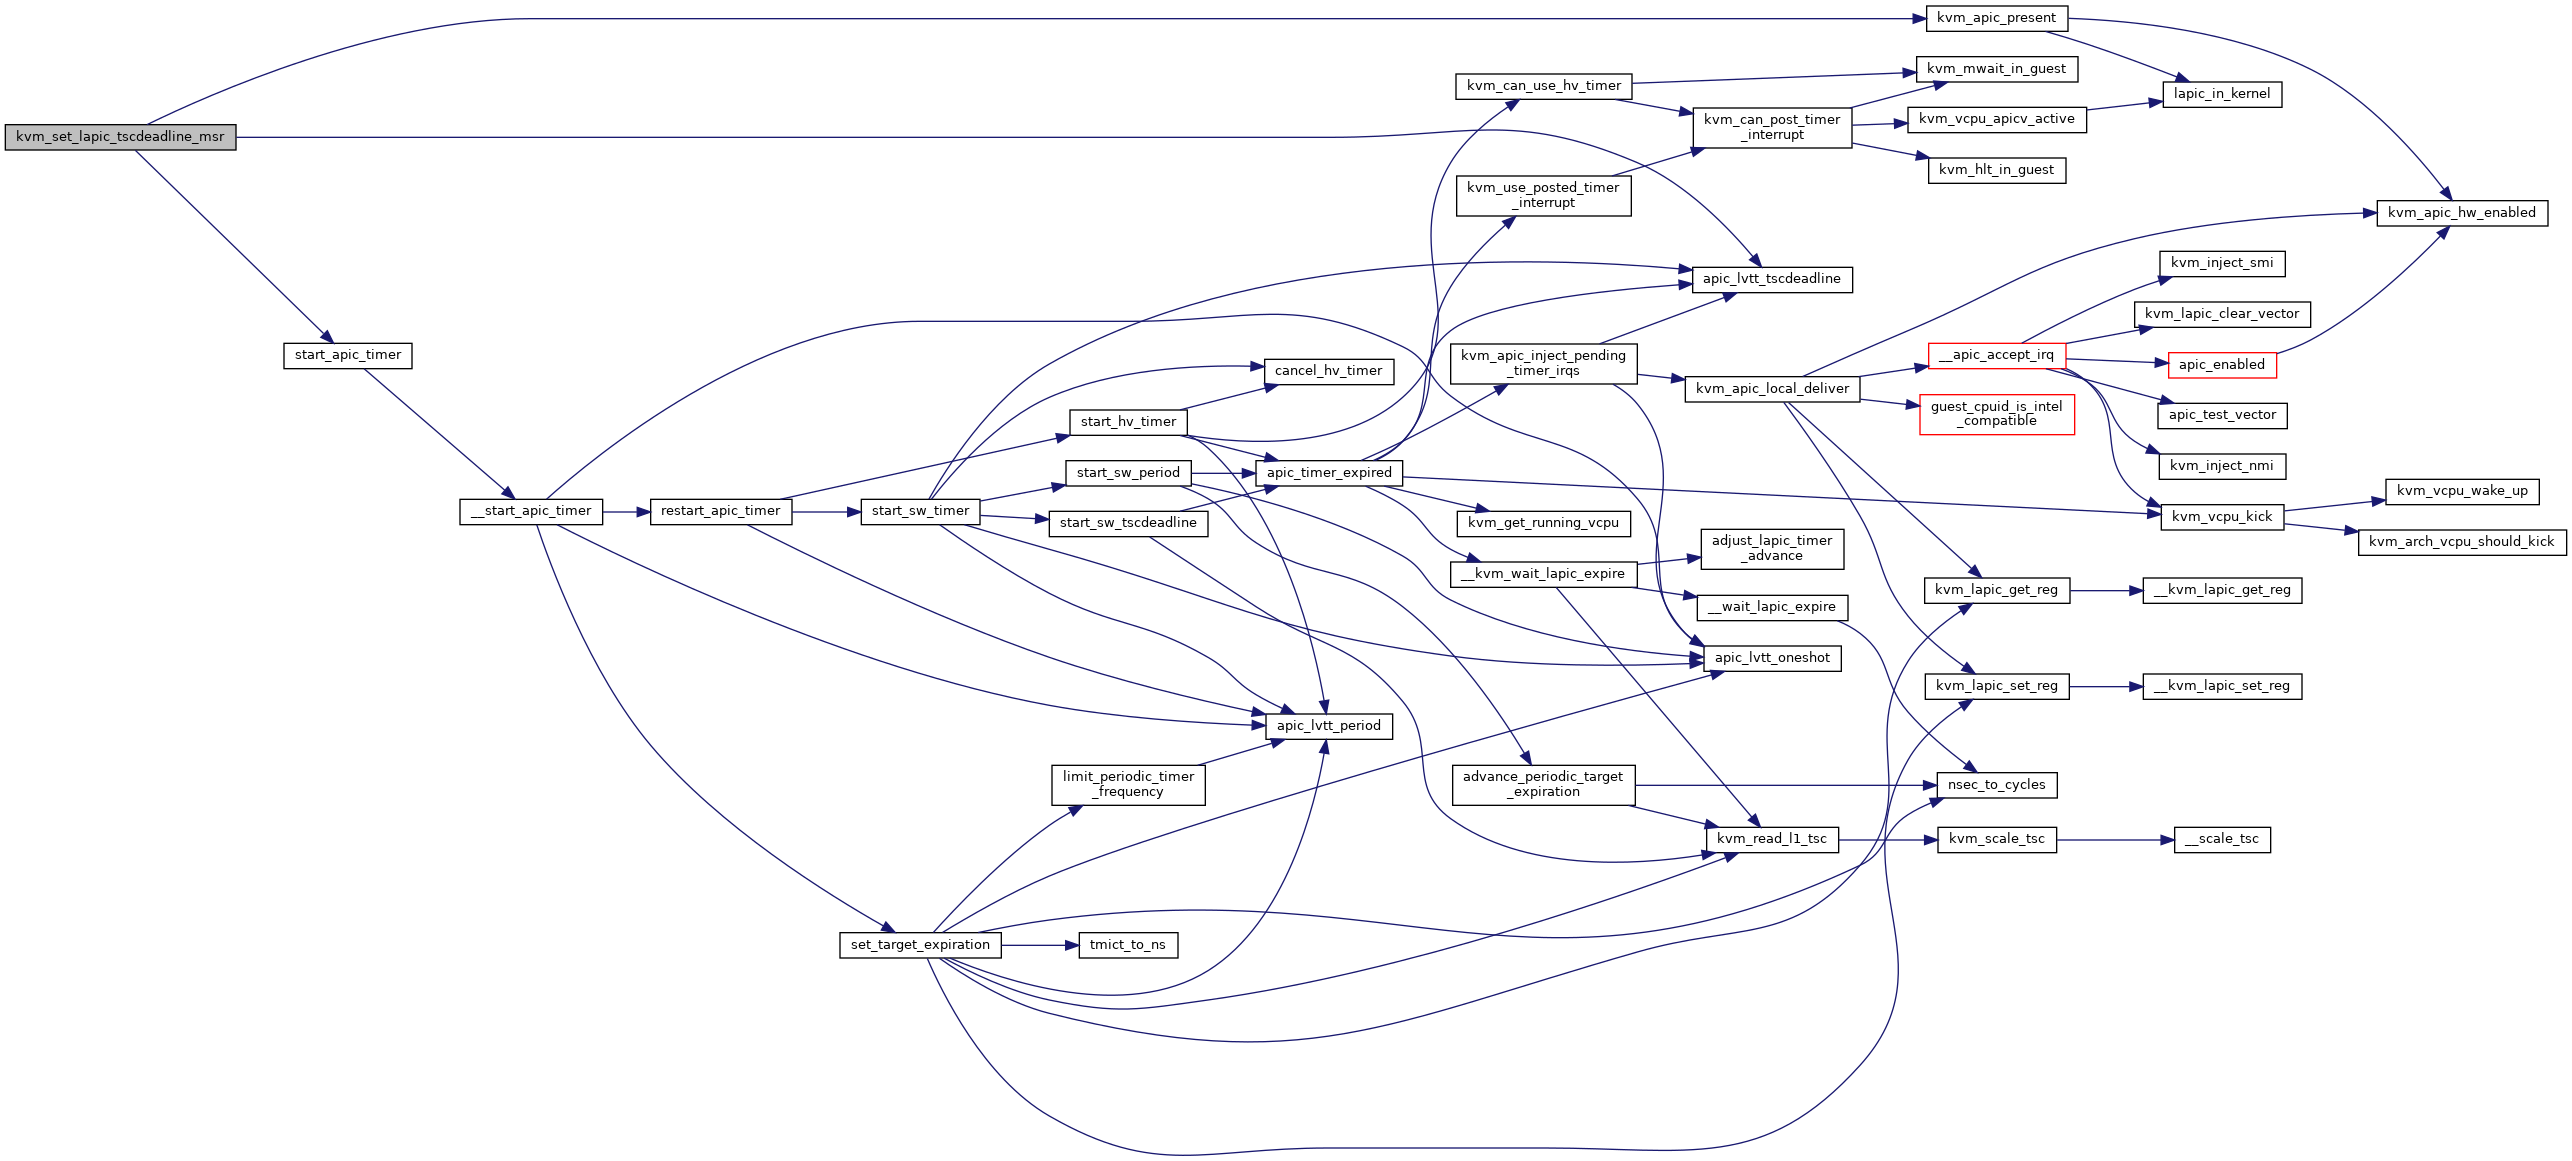 kvm_set_lapic_tscdeadline_msr
start_apic_timer
__start_apic_timer
restart_apic_timer
start_sw_timer
set_target_expiration
start_hv_timer
start_sw_period
start_sw_tscdeadline
limit_periodic_timer
_frequency
tmict_to_ns
cancel_hv_timer
apic_timer_expired
apic_lvtt_period
kvm_can_use_hv_timer
kvm_use_posted_timer
_interrupt
kvm_apic_inject_pending
_timer_irqs
kvm_get_running_vcpu
__kvm_wait_lapic_expire
advance_periodic_target
_expiration
kvm_can_post_timer
_interrupt
apic_lvtt_tscdeadline
kvm_apic_local_deliver
adjust_lapic_timer
_advance
__wait_lapic_expire
apic_lvtt_oneshot
kvm_read_l1_tsc
kvm_apic_present
kvm_mwait_in_guest
kvm_vcpu_apicv_active
kvm_hlt_in_guest
__apic_accept_irq
guest_cpuid_is_intel
_compatible
kvm_lapic_get_reg
kvm_lapic_set_reg
nsec_to_cycles
kvm_scale_tsc
lapic_in_kernel
kvm_inject_smi
kvm_lapic_clear_vector
apic_enabled
apic_test_vector
kvm_inject_nmi
kvm_vcpu_kick
__kvm_lapic_get_reg
__kvm_lapic_set_reg
__scale_tsc
kvm_apic_hw_enabled
kvm_vcpu_wake_up
kvm_arch_vcpu_should_kick